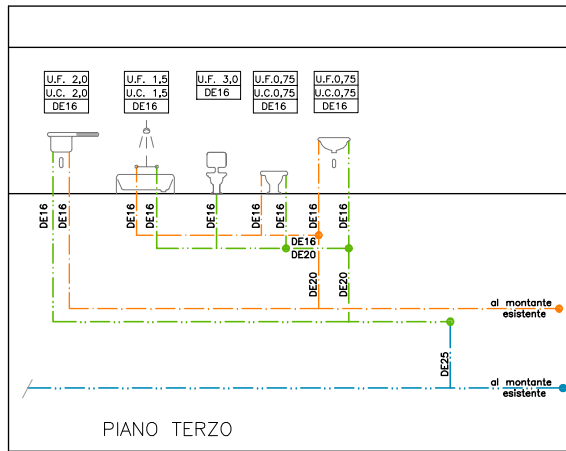 U.F. 2,0
U.C. 2,0
DE16
U.F. 1,5
U.C. 1,5
DE16
U.F. 3,0
DE16
U.F.0,75
U.C.0,75
DE16
U.F.0,75
U.C.0,75
DE16
DE16
DE16
DE16
DE16
DE16
DE16
DE16
DE16
DE16
DE16
DE20
DE20
DE20
al montante
esistente
DE25
al montante
esistente
PIANO TERZO